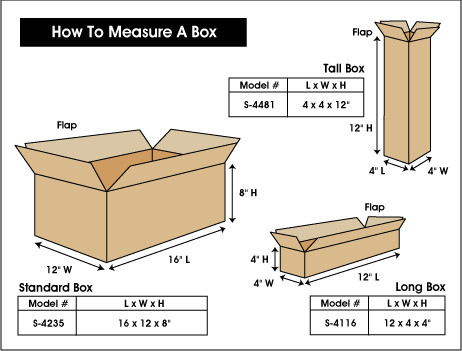 How To Measure A Box
Flap
Tall Box
Model # L x W x H
S-4481 4 x 4 x 12"
12" H
4" L
4" W
Flap
8" H
16" L
12" W
Standard Box
Model # L x W x H
S-4235 16 x 12 x 8"
Flap
4" H
4" W
12" L
Long Box
Model # L x W x H
S-4116 12 x 4 x 4"